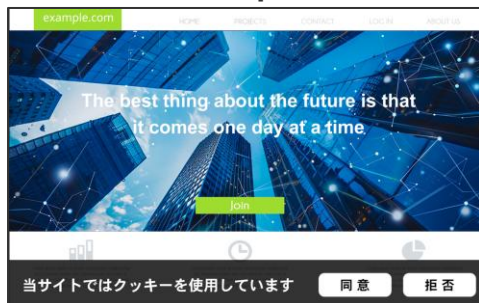 example.com
HOME PROJECTS CONTACT LOG IN ABOUT US
The best thing about the future is that
it comes one day at a time
Join
当サイトではクッキーを使用しています 同意 拒否